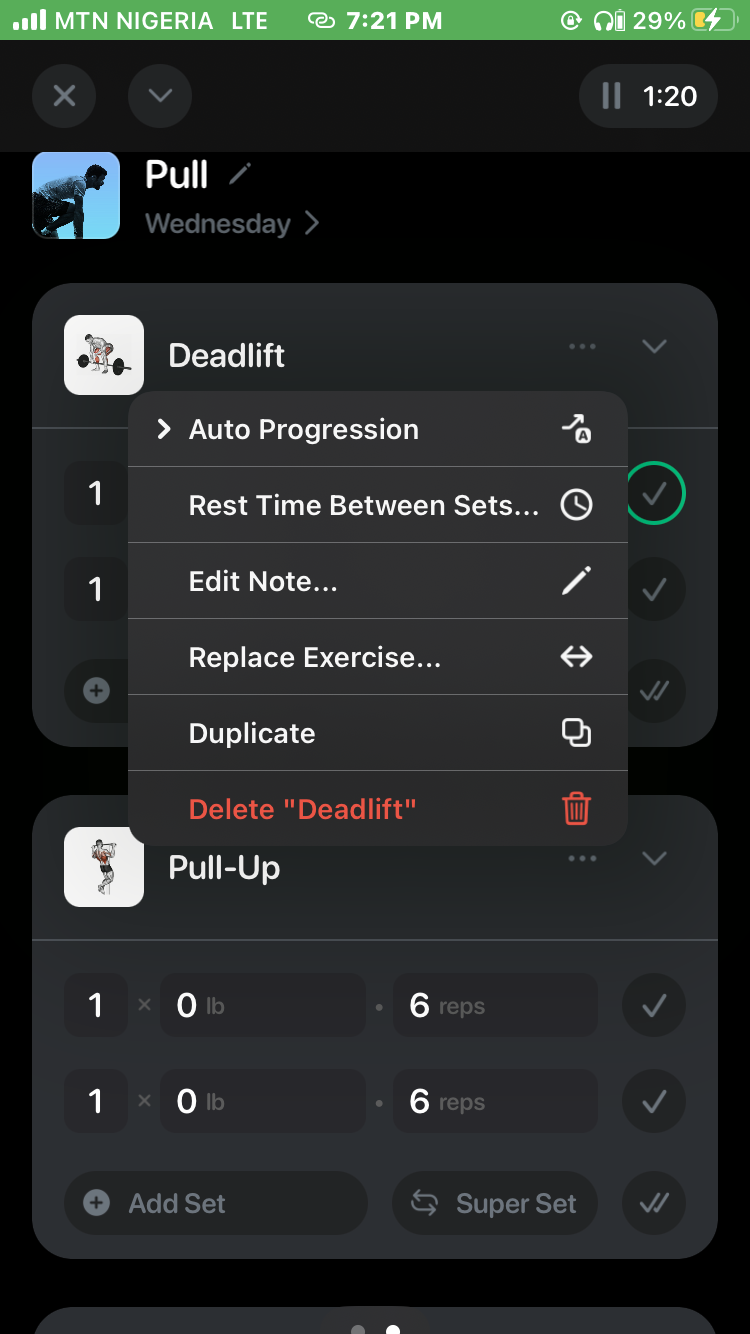 MTN NIGERIA LTE 7:21 PM 29%
1:20
Pull
Wednesday
Deadlift
Auto Progression
1
Rest Time Between Sets...
Edit Note...
1
Replace Exercise...
Duplicate
Delete "Deadlift"
Pull-Up
1 × 0 lb • 6 reps
1 × 0 lb • 6 reps
Add Set Super Set